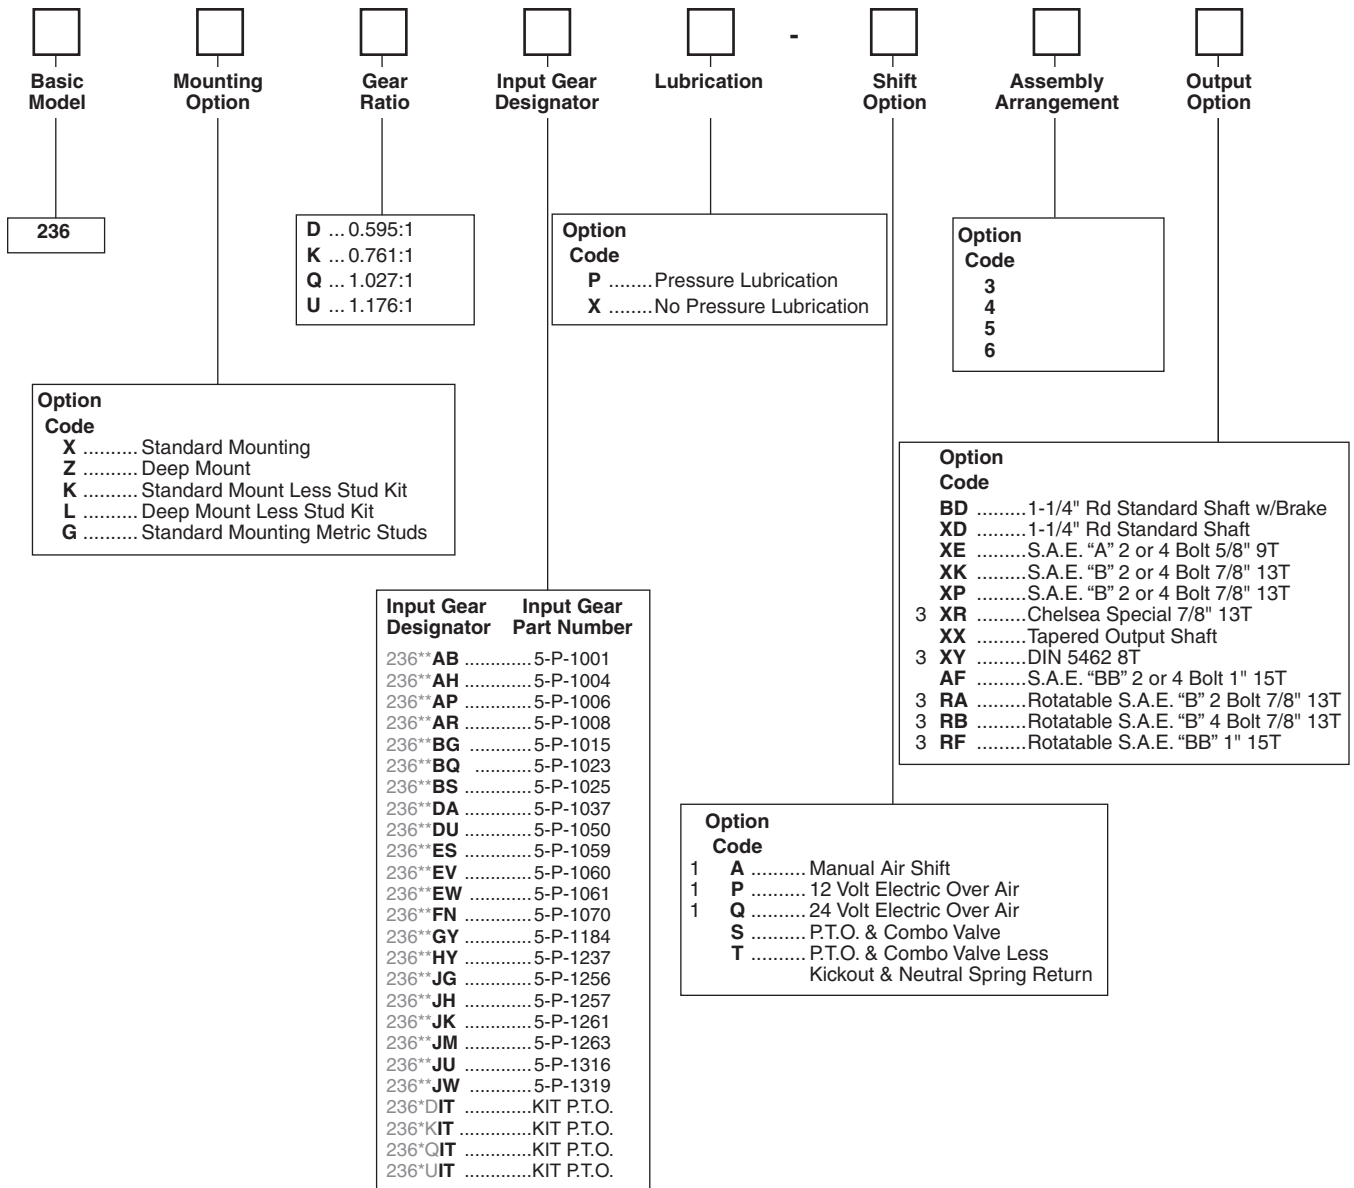 -
Basic Model
Mounting Option
Gear Ratio
Input Gear Designator
Lubrication
Shift Option
Assembly Arrangement
Output Option
236
D ... 0.595:1
K ... 0.761:1
Q ... 1.027:1
U ... 1.176:1
Option
Code
P ........ Pressure Lubrication
X ........ No Pressure Lubrication
Option
Code
3
4
5
6
Option
Code
X .......... Standard Mounting
Z .......... Deep Mount
K .......... Standard Mount Less Stud Kit
L .......... Deep Mount Less Stud Kit
G .......... Standard Mounting Metric Studs
Option
Code
BD .........1-1/4" Rd Standard Shaft w/Brake
XD .........1-1/4" Rd Standard Shaft
XE .........S.A.E. “A” 2 or 4 Bolt 5/8" 9T
XK .........S.A.E. “B” 2 or 4 Bolt 7/8" 13T
XP .........S.A.E. “B” 2 or 4 Bolt 7/8" 13T
3 XR .........Chelsea Special 7/8" 13T
XX .........Tapered Output Shaft
3 XY .........DIN 5462 8T
AF .........S.A.E. “BB” 2 or 4 Bolt 1" 15T
3 RA .........Rotatable S.A.E. “B” 2 Bolt 7/8" 13T
3 RB .........Rotatable S.A.E. “B” 4 Bolt 7/8" 13T
3 RF .........Rotatable S.A.E. “BB” 1" 15T
Input Gear Input Gear
Designator Part Number
236**AB .............5-P-1001
236**AH .............5-P-1004
236**AP .............5-P-1006
236**AR .............5-P-1008
236**BG .............5-P-1015
236**BQ ............5-P-1023
236**BS .............5-P-1025
236**DA .............5-P-1037
236**DU .............5-P-1050
236**ES .............5-P-1059
236**EV .............5-P-1060
236**EW ............5-P-1061
236**FN .............5-P-1070
236**GY .............5-P-1184
236**HY .............5-P-1237
236**JG .............5-P-1256
236**JH .............5-P-1257
236**JK .............5-P-1261
236**JM .............5-P-1263
236**JU .............5-P-1316
236**JW ............5-P-1319
236*DIT .............KIT P.T.O.
236*KIT ..............KIT P.T.O.
236*QIT .............KIT P.T.O.
236*UIT .............KIT P.T.O.
Option
Code
1 A .......... Manual Air Shift
1 P .......... 12 Volt Electric Over Air
1 Q .......... 24 Volt Electric Over Air
S .......... P.T.O. & Combo Valve
T .......... P.T.O. & Combo Valve Less
Kickout & Neutral Spring Return